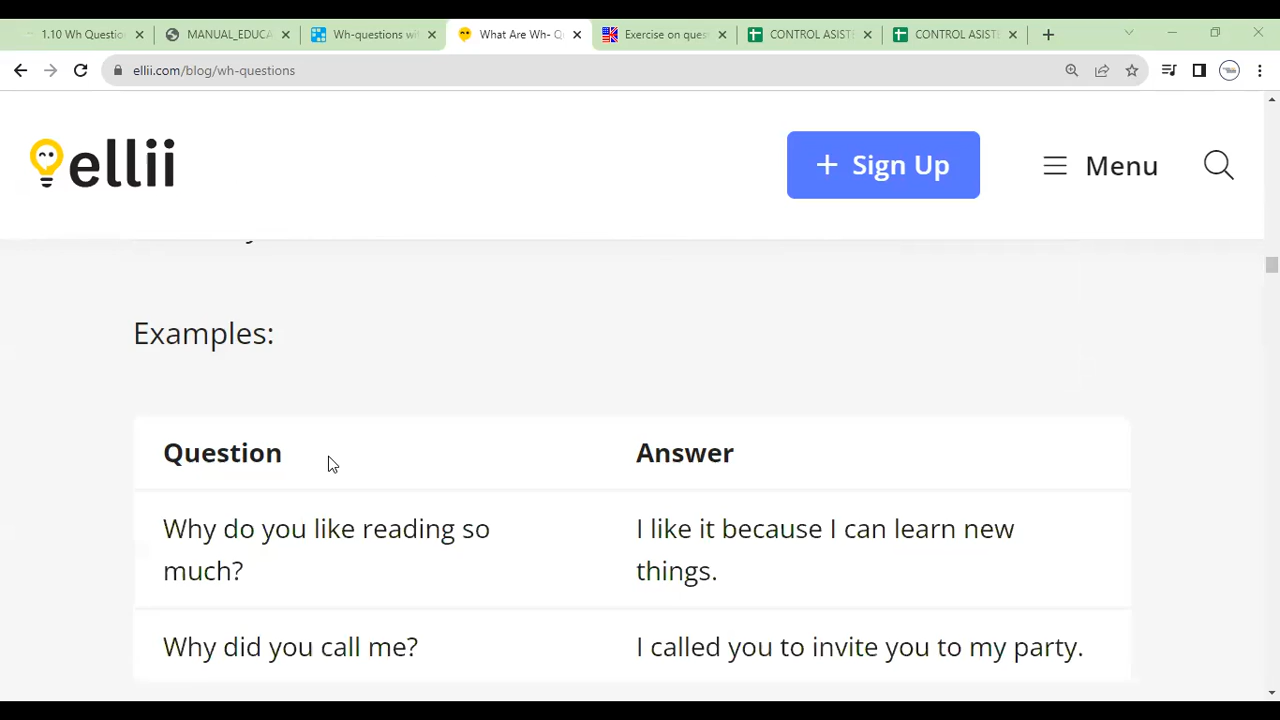 1.10 Wh Questio
MANUAL_EDUCA
Wh-questions wi
What Are Wh- Q
Exercise on ques
CONTROL ASIST
CONTROL ASIST
ellii.com/blog/wh-questions
ellii
+ Sign Up
Menu
Examples:
Question
Answer
Why do you like reading so
much?
I like it because I can learn new
things.
Why did you call me?
I called you to invite you to my party.